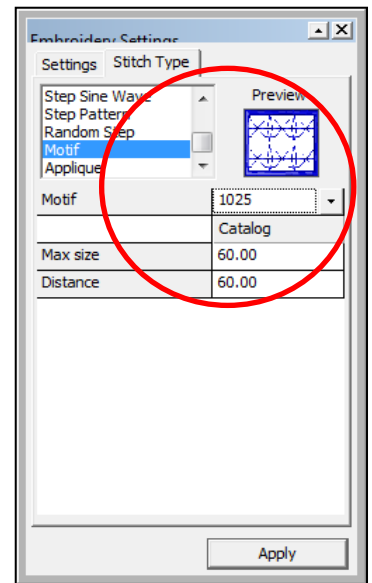 Embroidery Settings
Settings Stitch Type
Step Sine Wave
Step Pattern
Random Step
Motif
Applique
Preview
Motif 1025
Catalog
Max size 60.00
Distance 60.00
Apply